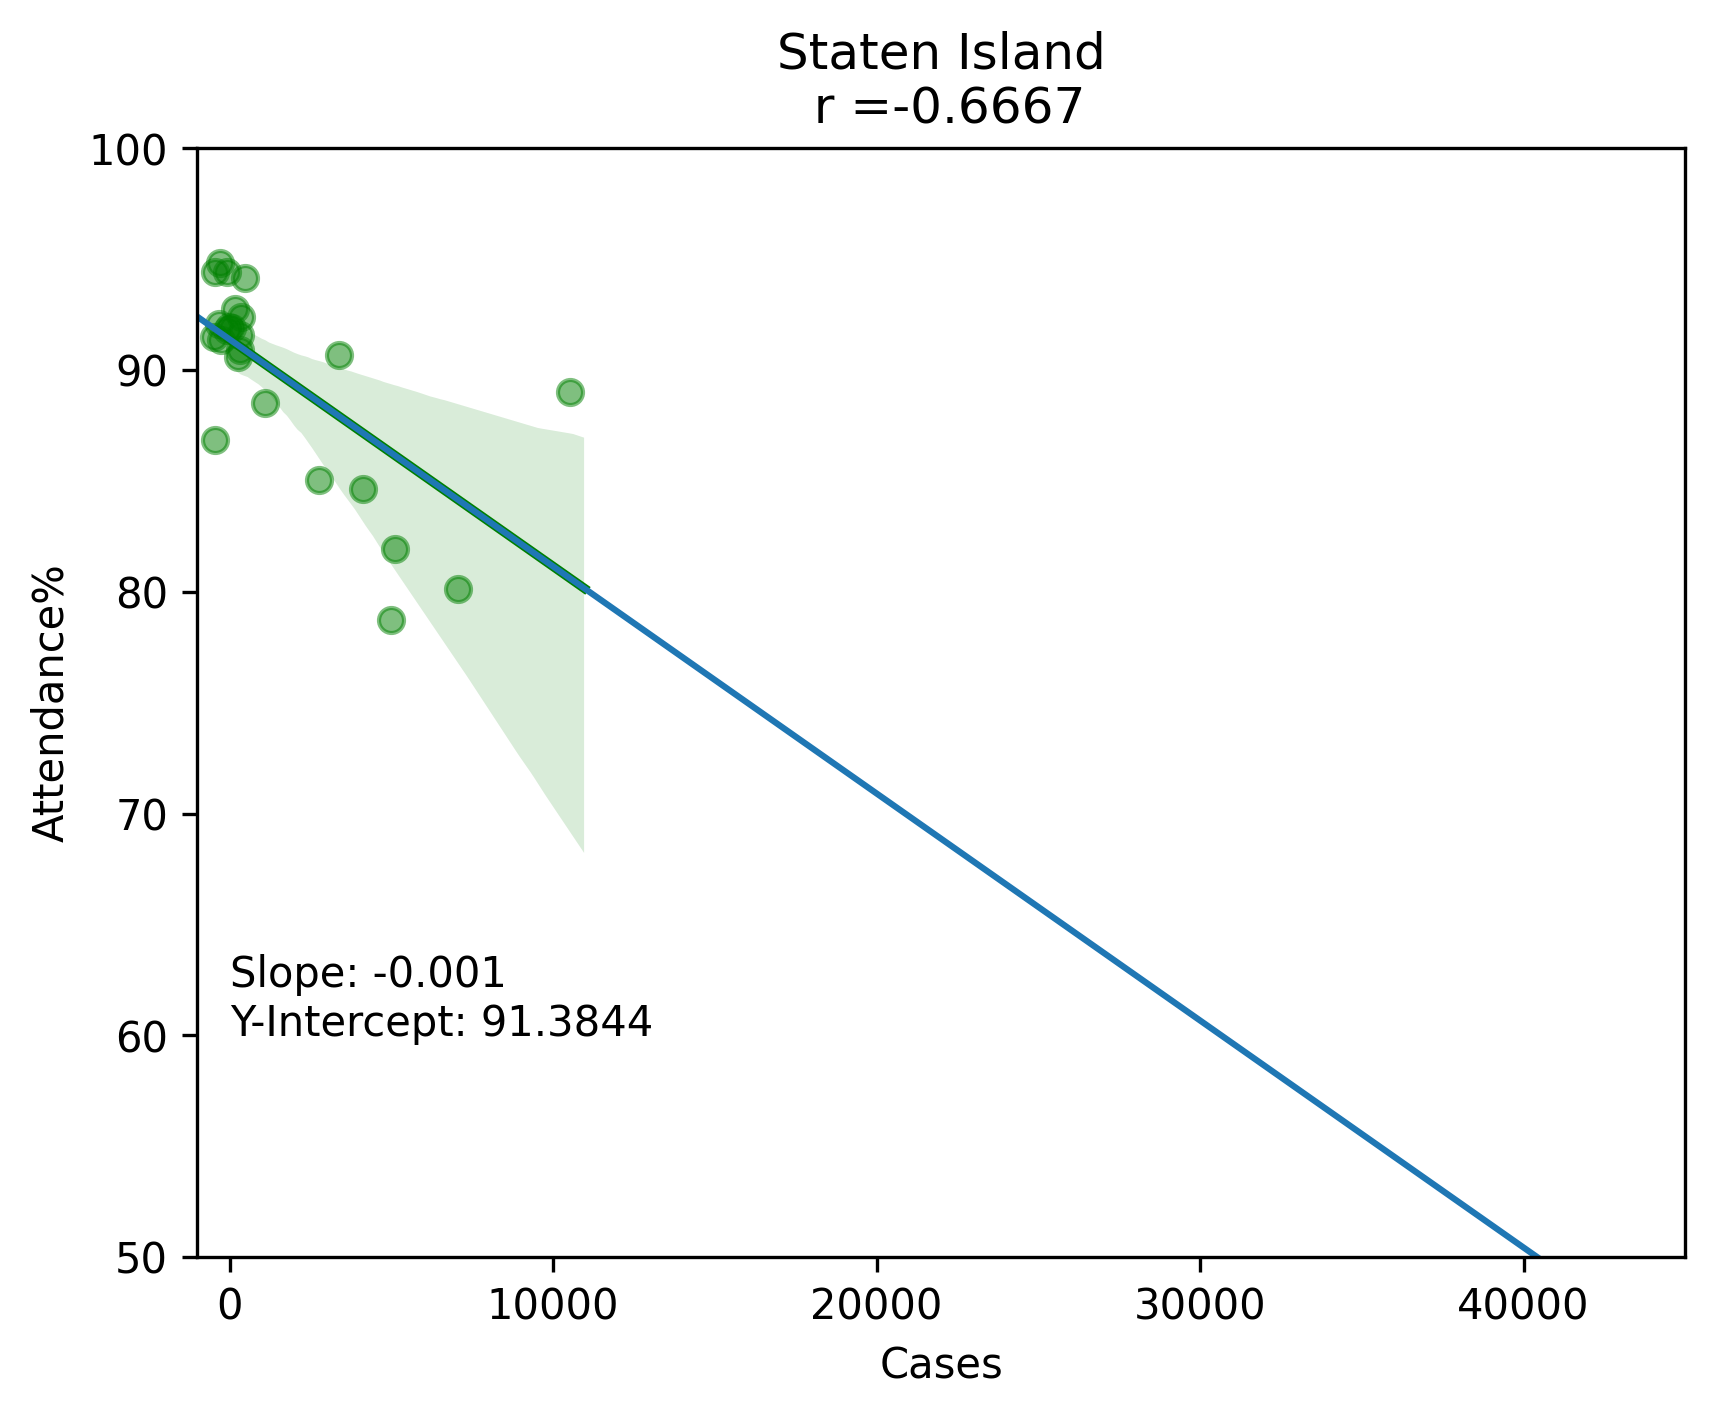 Staten Island
r =-0.6667
100
90
80
70
60
50
Attendance%
Slope: -0.001
Y-Intercept: 91.3844
0
10000
20000
30000
40000
Cases